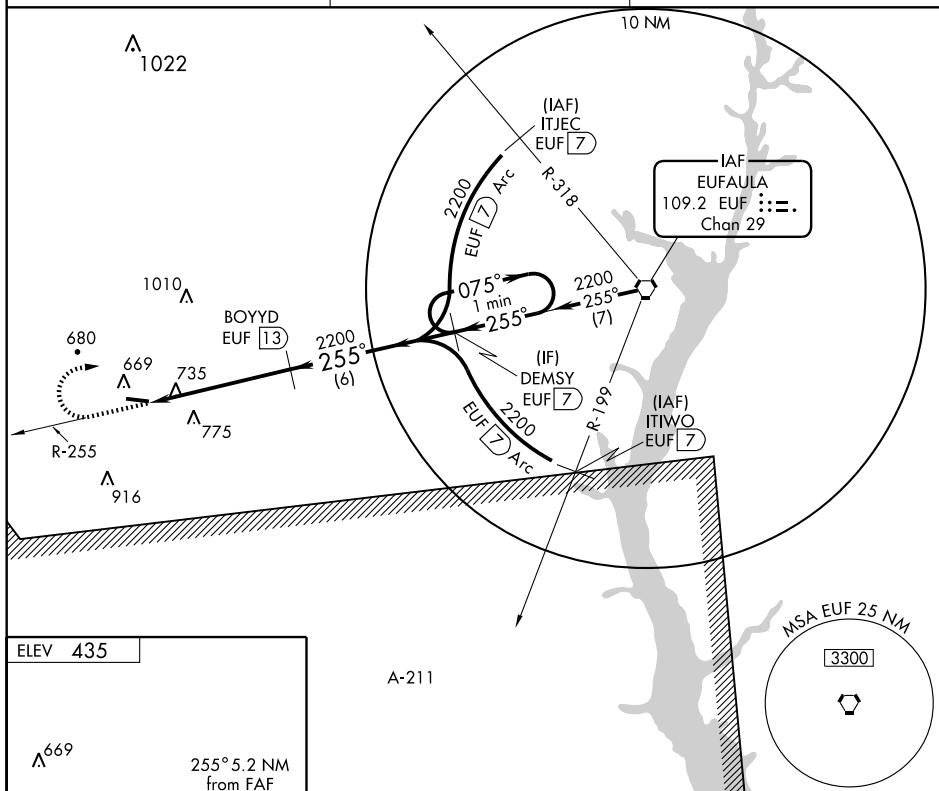 10 NM
1022
(IAF)
ITJEC
EUF 7
R-318
IAF
EUFAULA
109.2 EUF
Chan 29
2200
EUF 7 Arc
075°
1 min
255°
2200
255°
(7)
1010
BOYYD
EUF 13
2200
255°
(6)
680
669
735
775
R-255
916
(IF)
DEMSY
EUF 7
R-199
(IAF)
ITIWO
EUF 7
2200
EUF 7 Arc
MSA EUF 25 NM
3300
A-211
ELEV 435
669
255° 5.2 NM
from FAF